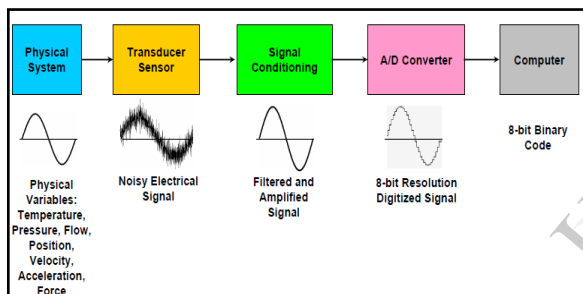 Physical
System
Transducer
Sensor
Signal
Conditioning
A/D Converter
Computer
Physical
Variables:
Temperature,
Pressure, Flow,
Position,
Velocity,
Acceleration,
Force
Noisy Electrical
Signal
Filtered and
Amplified
Signal
8-bit Resolution
Digitized Signal
8-bit Binary
Code